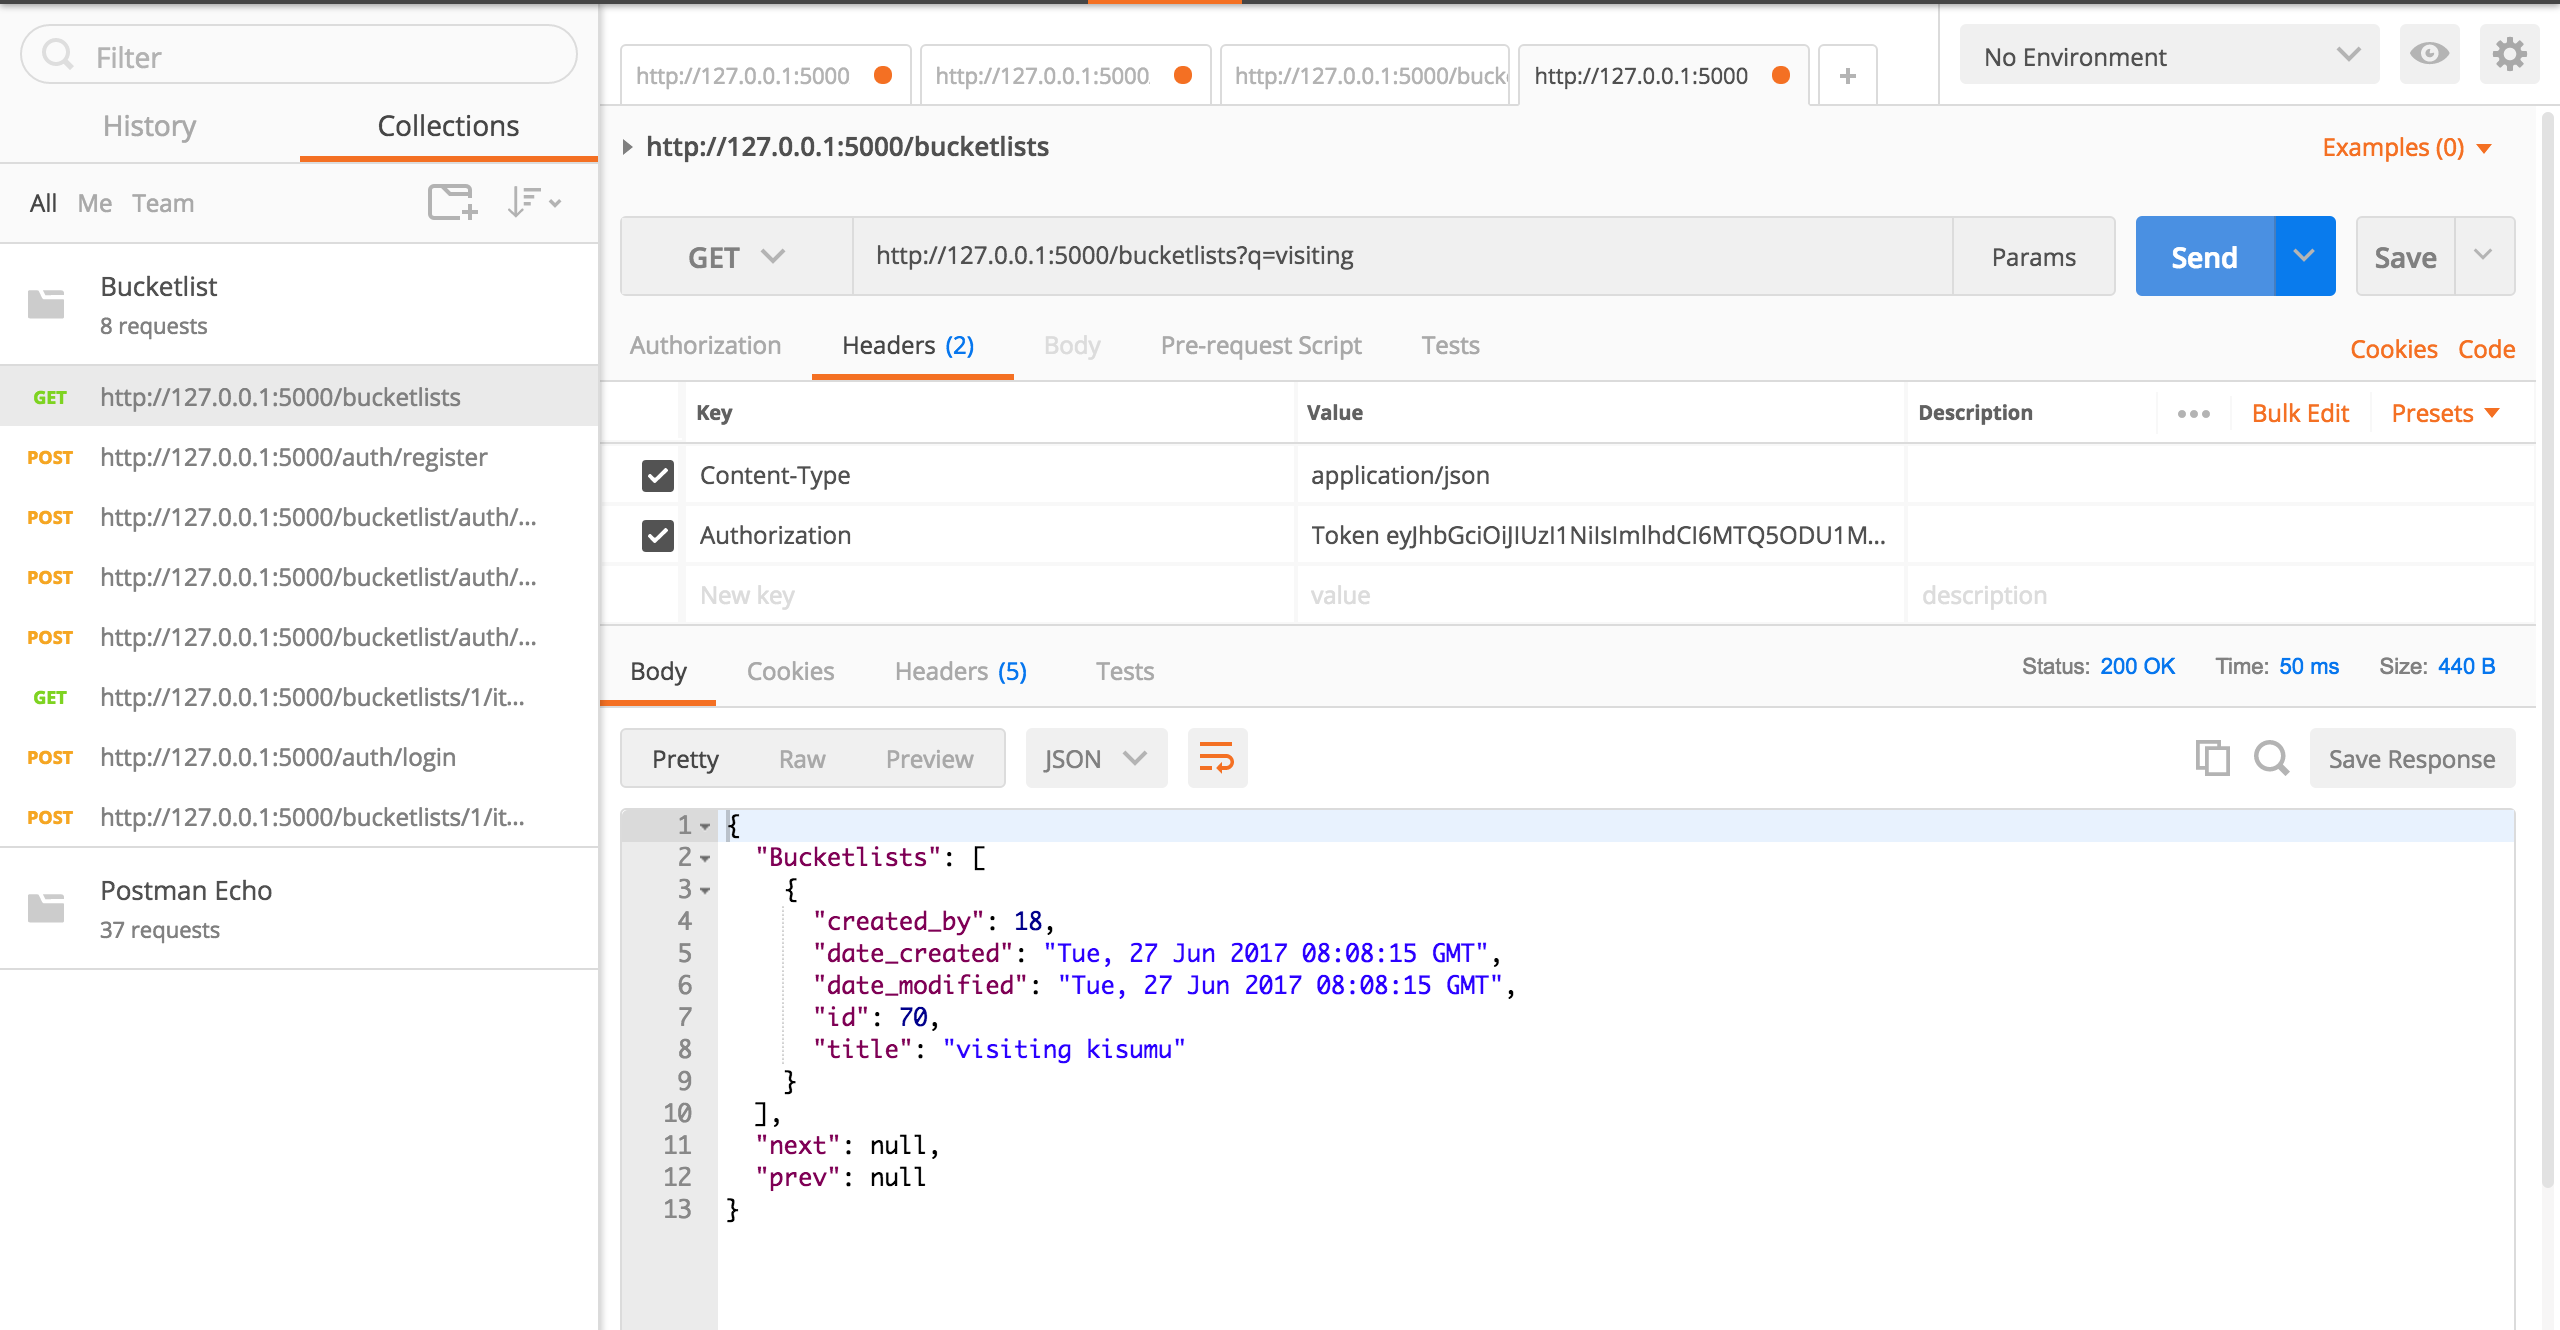 Filter
History
Collections
All Me Team
Bucketlist
8 requests
GET http://127.0.0.1:5000/bucketlists
POST http://127.0.0.1:5000/auth/register
POST http://127.0.0.1:5000/bucketlist/auth/...
POST http://127.0.0.1:5000/bucketlist/auth/...
POST http://127.0.0.1:5000/bucketlist/auth/...
GET http://127.0.0.1:5000/bucketlists/1/it...
POST http://127.0.0.1:5000/auth/login
POST http://127.0.0.1:5000/bucketlists/1/it...
Postman Echo
37 requests
http://127.0.0.1:5000 http://127.0.0.1:5000. http://127.0.0.1:5000/buck http://127.0.0.1:5000 +
No Environment
http://127.0.0.1:5000/bucketlists
Examples (0)
GET http://127.0.0.1:5000/bucketlists?q=visiting Params Send Save
Authorization Headers (2) Body Pre-request Script Tests Cookies Code
Key Value Description ••• Bulk Edit Presets
Content-Type application/json
Authorization Token eyJhbGciOiJIUzI1NiIsImlhdCI6MTQ5ODU1M...
New key value description
Body Cookies Headers (5) Tests Status: 200 OK Time: 50 ms Size: 440 B
Pretty Raw Preview JSON Save Response
1 {
2 "Bucketlists": [
3 {
4 "created_by": 18,
5 "date_created": "Tue, 27 Jun 2017 08:08:15 GMT",
6 "date_modified": "Tue, 27 Jun 2017 08:08:15 GMT",
7 "id": 70,
8 "title": "visiting kisumu"
9 }
10 ],
11 "next": null,
12 "prev": null
13 }